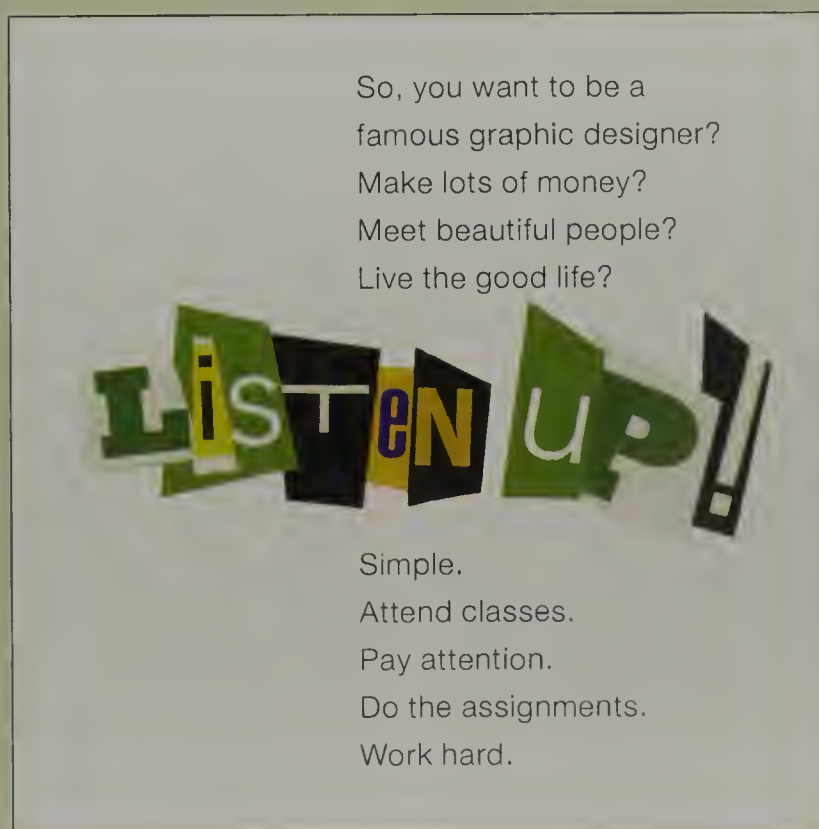 So, you want to be a
famous graphic designer?
Make lots of money?
Meet beautiful people?
Live the good life?
LiSTeN UP!
Simple.
Attend classes.
Pay attention.
Do the assignments.
Work hard.